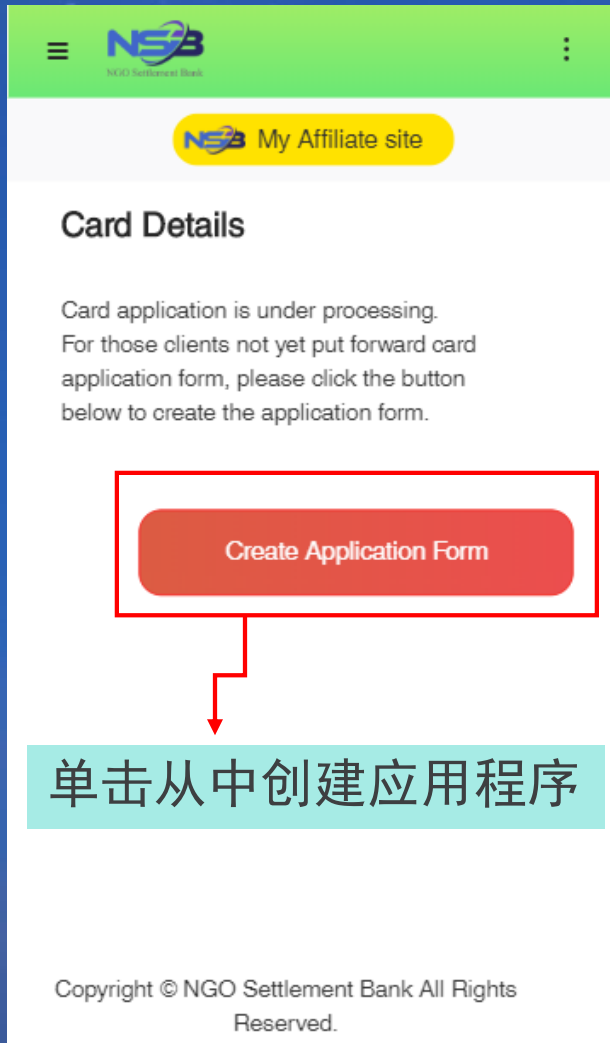 NSB
NGO Settlement Bank
NSB My Affiliate site
Card Details
Card application is under processing.
For those clients not yet put forward card
application form, please click the button
below to create the application form.
Create Application Form
单击从中创建应用程序
Copyright © NGO Settlement Bank All Rights
Reserved.